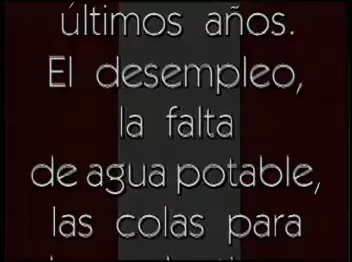 últimos años.
El desempleo,
la falta
de agua potable,
las colas para